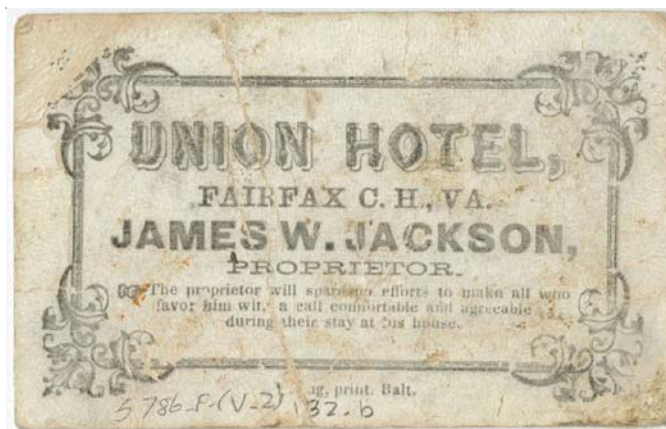 UNION HOTEL,
FAIRFAX C. H., VA.
JAMES W. JACKSON,
PROPRIETOR.
The proprietor will spare no efforts to make all who
favor him with a call comfortable and agreeable
during their stay at his house.
print. Balt.
5786-F-(V-2) 132-b